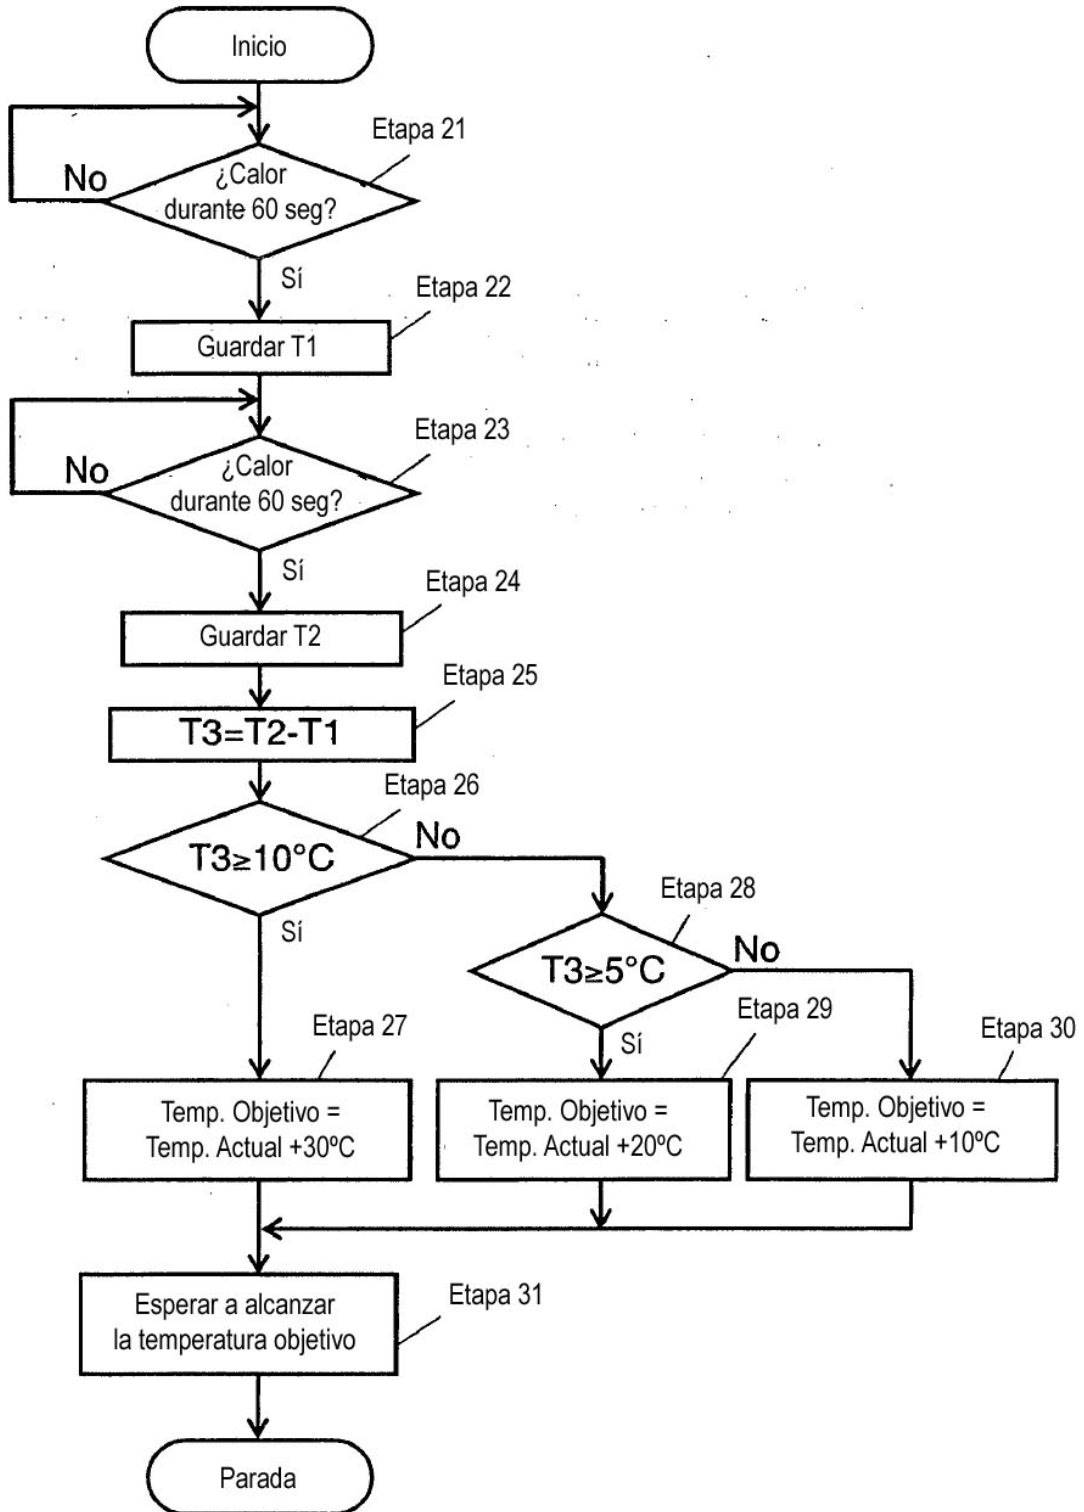 Inicio
Etapa 21
No
¿Calor
durante 60 seg?
Sí
Etapa 22
Guardar T1
Etapa 23
No
¿Calor
durante 60 seg?
Sí
Etapa 24
Guardar T2
Etapa 25
T3=T2-T1
Etapa 26
No
T3≥10°C
Sí
Etapa 28
No
T3≥5°C
Sí
Etapa 27
Etapa 29
Etapa 30
Temp. Objetivo =
Temp. Actual +30ºC
Temp. Objetivo =
Temp. Actual +20ºC
Temp. Objetivo =
Temp. Actual +10ºC
Etapa 31
Esperar a alcanzar
la temperatura objetivo
Parada